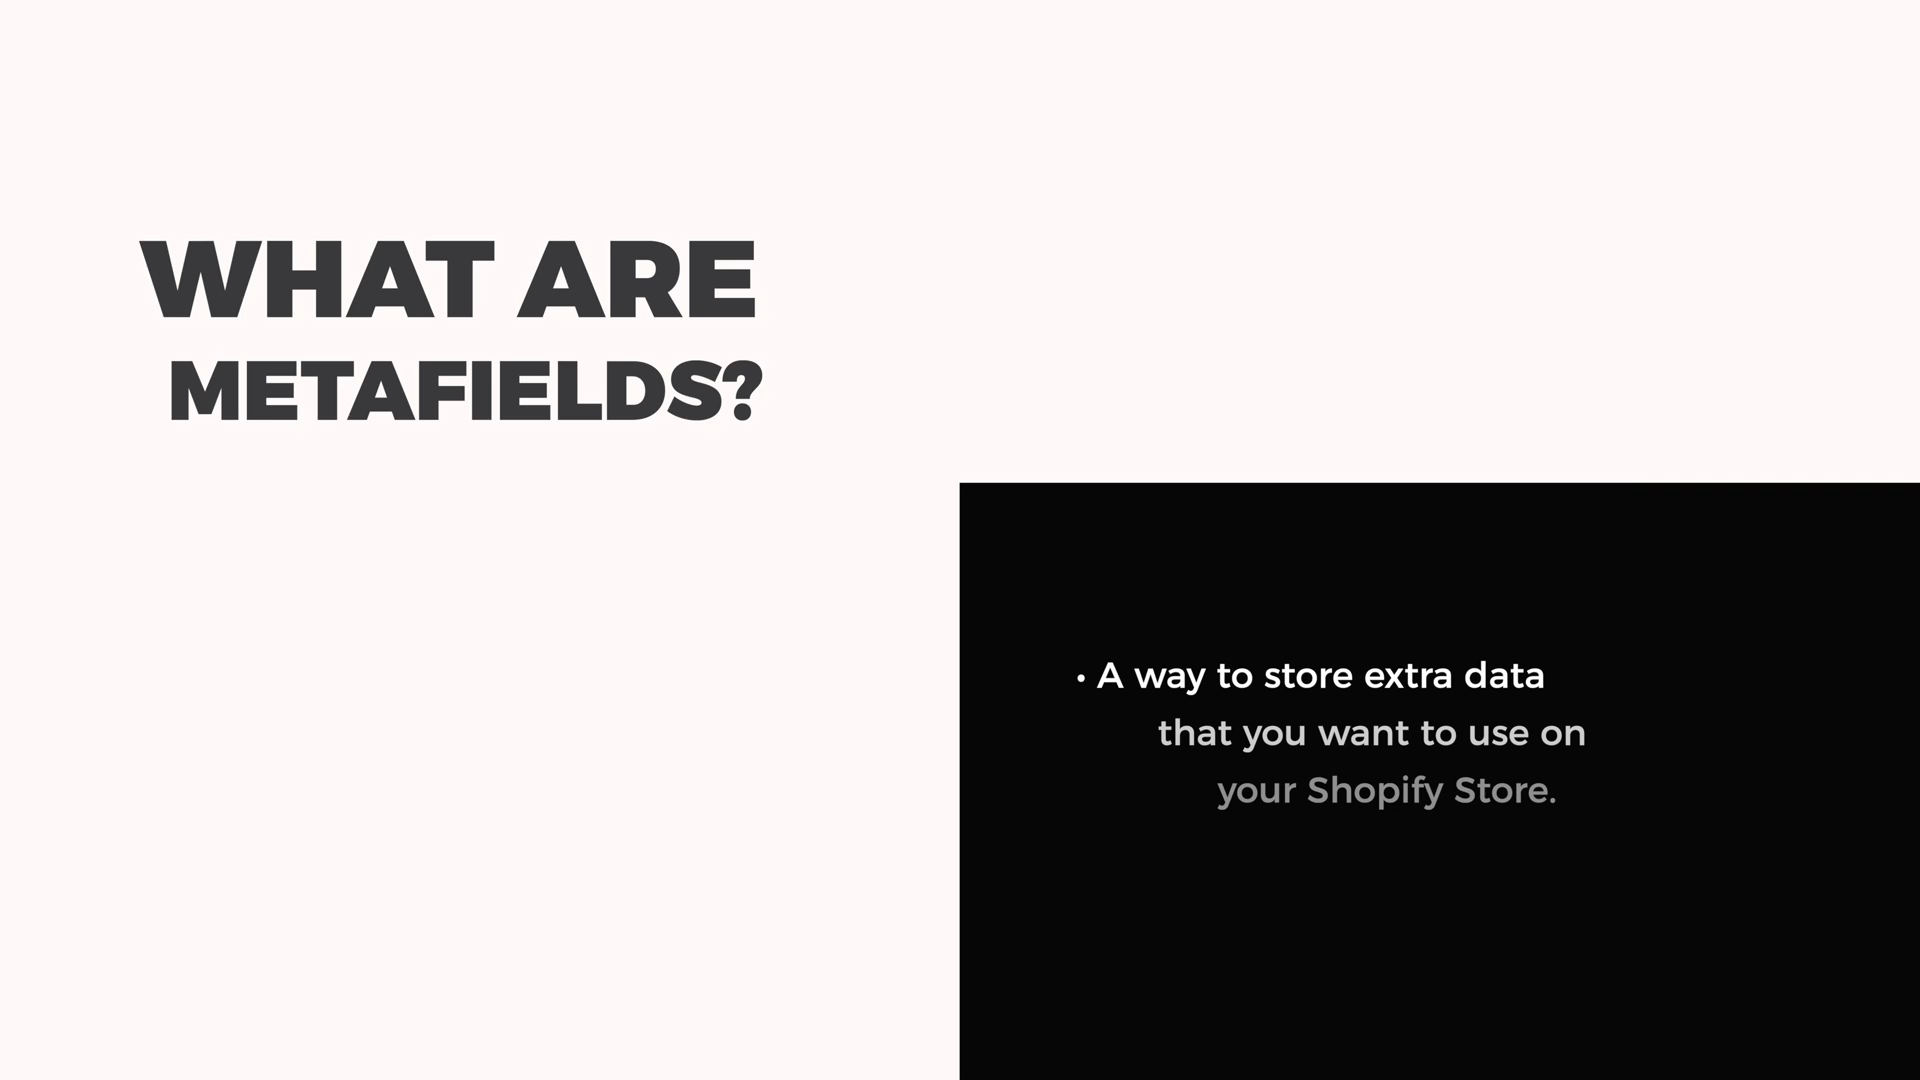 WHAT ARE
METAFIELDS?
• A way to store extra data
that you want to use on
your Shopify Store.